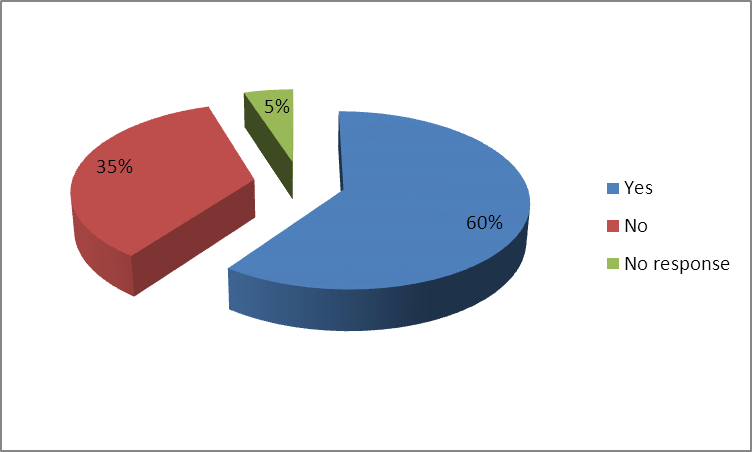 5%
35%
60%
Yes
No
No response